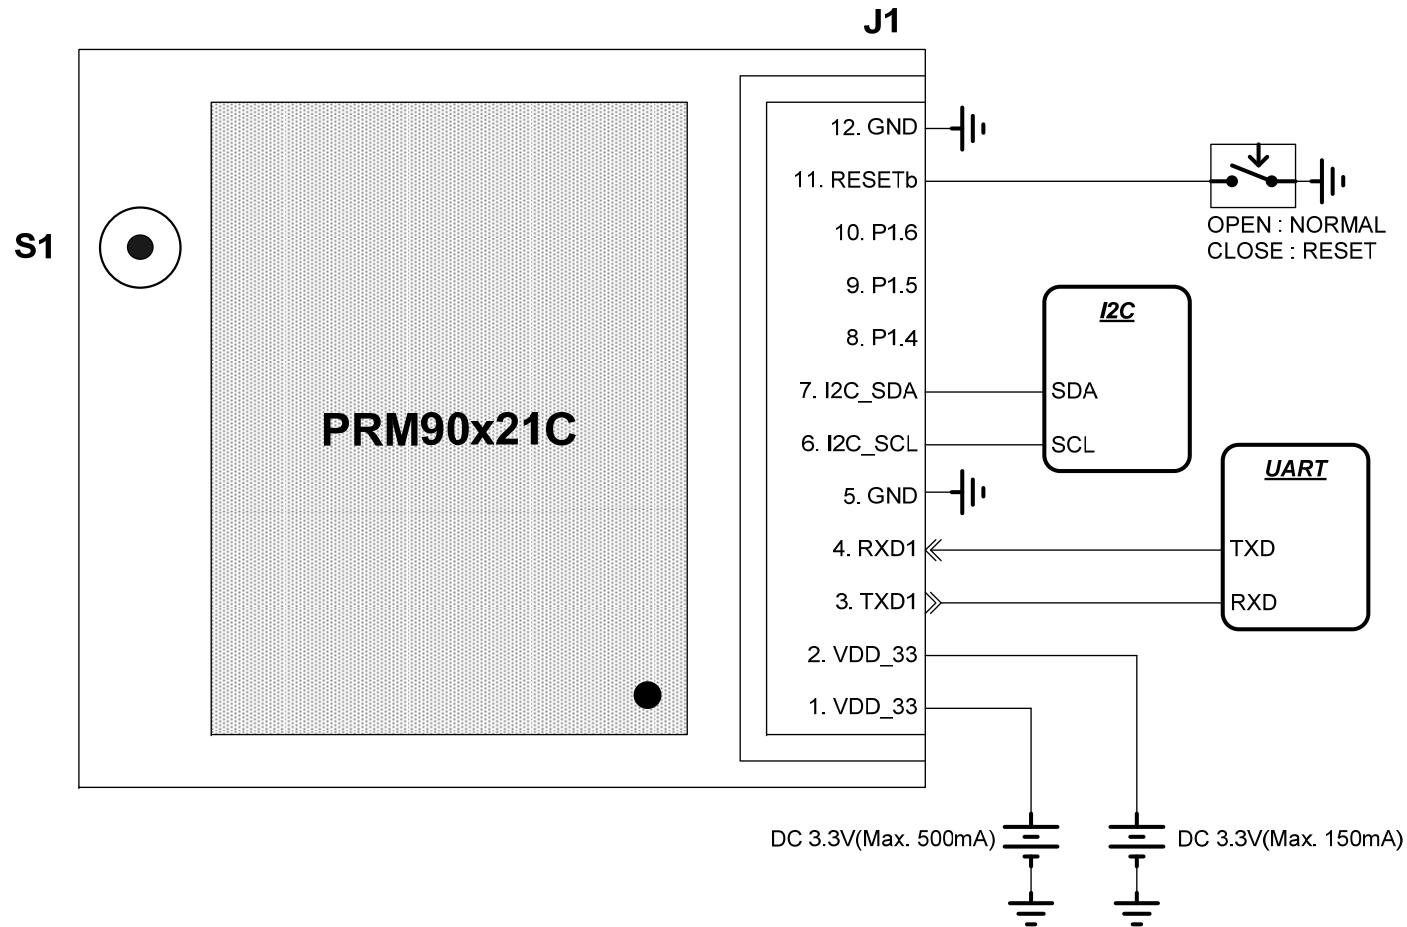 J1
12. GND
11. RESETb
OPEN : NORMAL
CLOSE : RESET
10. P1.6
S1
9. P1.5
I2C
8. P1.4
7. I2C_SDA
SDA
PRM90x21C
6. I2C_SCL
SCL
UART
5. GND
4. RXD1
TXD
3. TXD1
RXD
2. VDD_33
1. VDD_33
DC 3.3V(Max. 500mA)
DC 3.3V(Max. 150mA)